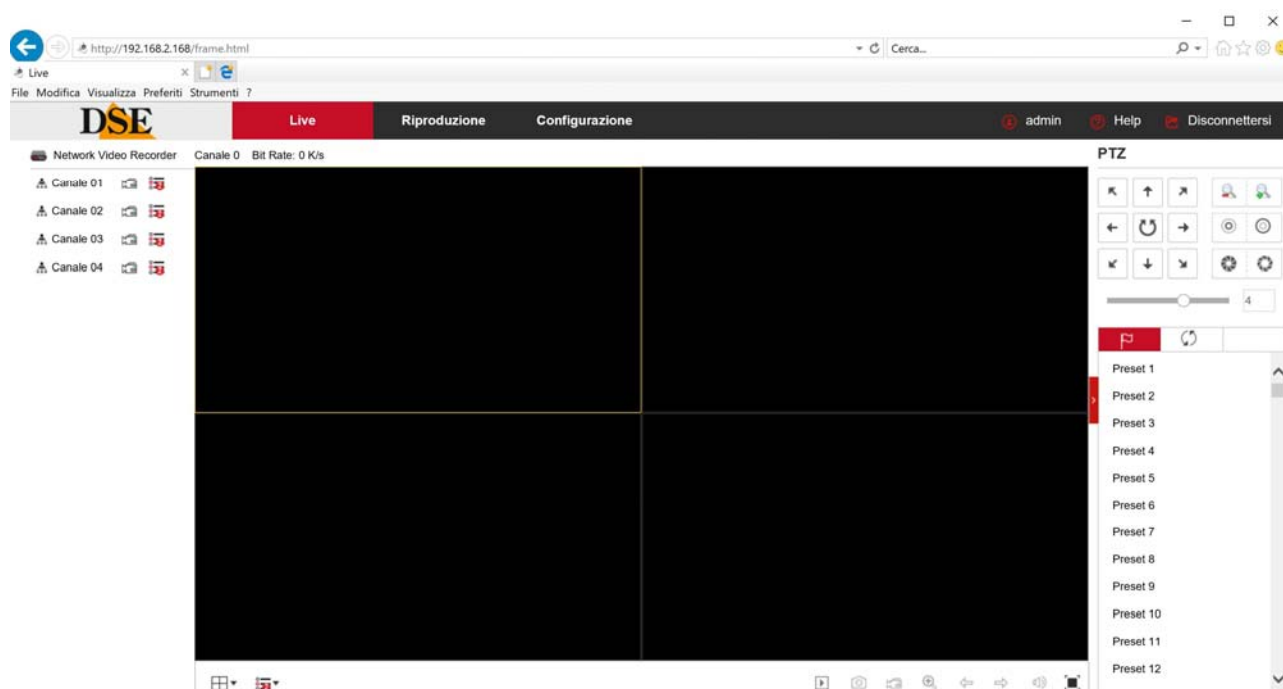 http://192.168.2.168/frame.html
Cerca...
Live
File Modifica Visualizza Preferiti Strumenti ?
DSE
Live Riproduzione Configurazione admin Help Disconnettersi
Network Video Recorder Canale 0 Bit Rate: 0 K/s PTZ
Canale 01
Canale 02
Canale 03
Canale 04
4
Preset 1
Preset 2
Preset 3
Preset 4
Preset 5
Preset 6
Preset 7
Preset 8
Preset 9
Preset 10
Preset 11
Preset 12